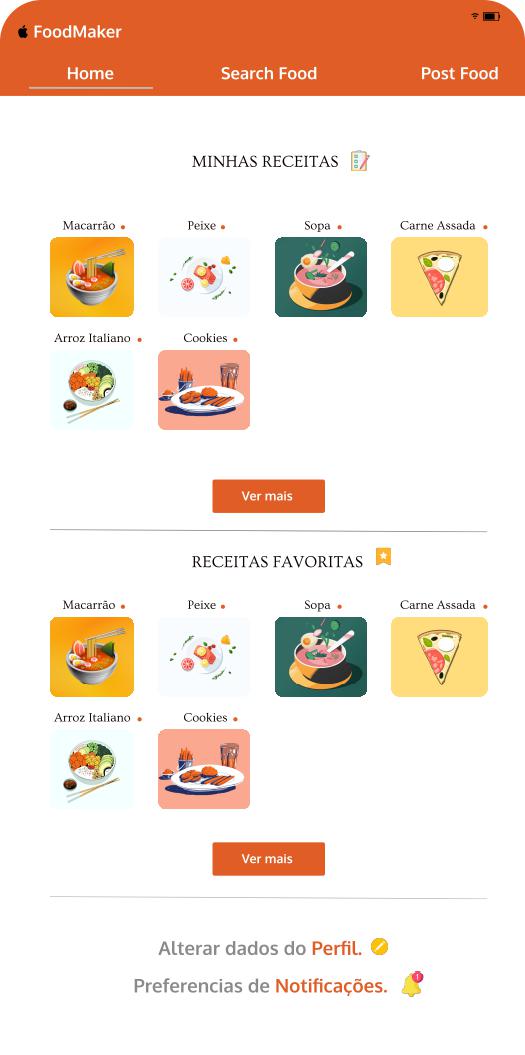 FoodMaker
Home Search Food Post Food
MINHAS RECEITAS
Macarrão Peixe Sopa Carne Assada
Arroz Italiano Cookies
Ver mais
RECEITAS FAVORITAS
Macarrão Peixe Sopa Carne Assada
Arroz Italiano Cookies
Ver mais
Alterar dados do Perfil.
Preferencias de Notificações.
1